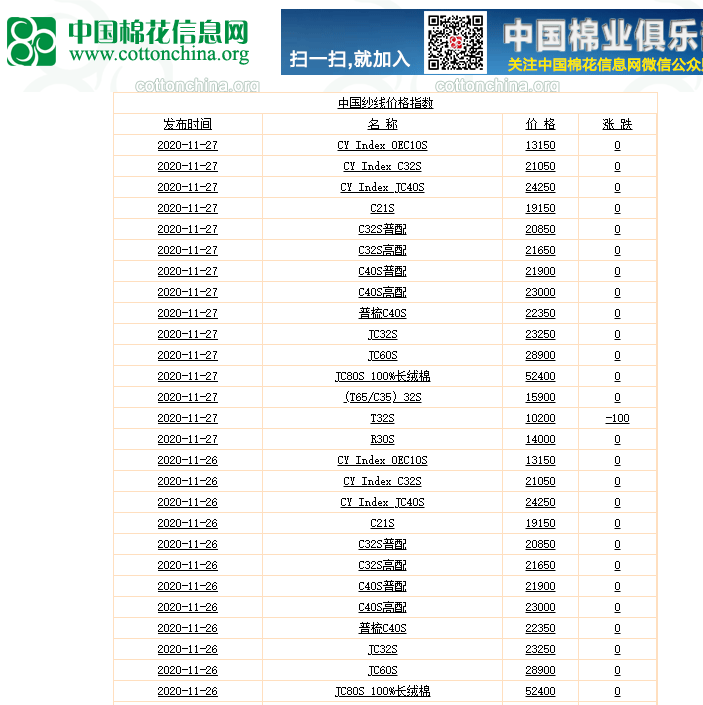 中国棉花信息网
www.cottonchina.org
扫一扫,就加入
中国棉业俱乐
关注中国棉花信息网微信公众
cottonchina.org cottonchina.org
中国纱线价格指数
发布时间 名 称 价 格 涨 跌
2020-11-27 CY Index OEC10S 13150 0
2020-11-27 CY Index C32S 21050 0
2020-11-27 CY Index JC40S 24250 0
2020-11-27 C21S 19150 0
2020-11-27 C32S普配 20850 0
2020-11-27 C32S高配 21650 0
2020-11-27 C40S普配 21900 0
2020-11-27 C40S高配 23000 0
2020-11-27 普梳C40S 22350 0
2020-11-27 JC32S 23250 0
2020-11-27 JC60S 28900 0
2020-11-27 JC80S 100%长绒棉 52400 0
2020-11-27 (T65/C35) 32S 15900 0
2020-11-27 T32S 10200 -100
2020-11-27 R30S 14000 0
2020-11-26 CY Index OEC10S 13150 0
2020-11-26 CY Index C32S 21050 0
2020-11-26 CY Index JC40S 24250 0
2020-11-26 C21S 19150 0
2020-11-26 C32S普配 20850 0
2020-11-26 C32S高配 21650 0
2020-11-26 C40S普配 21900 0
2020-11-26 C40S高配 23000 0
2020-11-26 普梳C40S 22350 0
2020-11-26 JC32S 23250 0
2020-11-26 JC60S 28900 0
2020-11-26 JC80S 100%长绒棉 52400 0